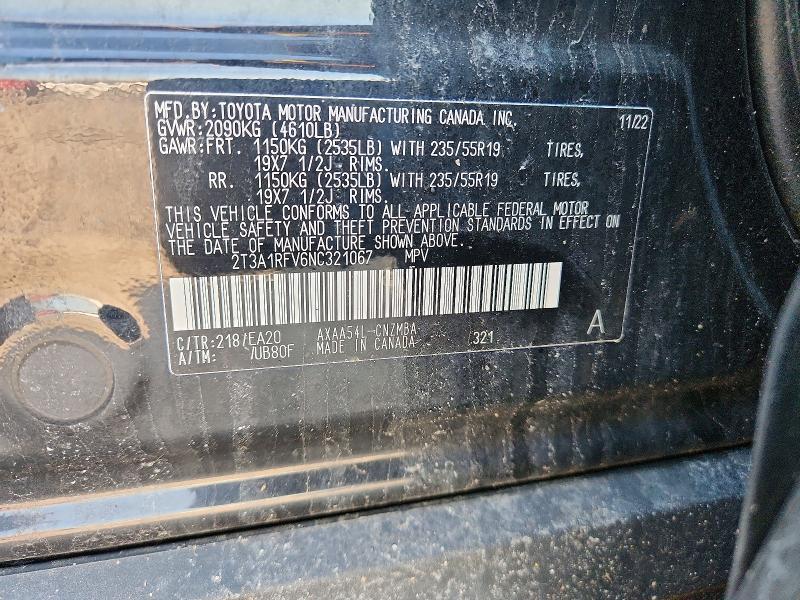 MFD.BY:TOYOTA MOTOR MANUFACTURING CANADA INC. 11/22
GVWR:2090KG (4610LB)
GAWR:FRT. 1150KG (2535LB) WITH 235/55R19 TIRES,
19X7 1/2J RIMS.
RR. 1150KG (2535LB) WITH 235/55R19 TIRES,
19X7 1/2J RIMS.
THIS VEHICLE CONFORMS TO ALL APPLICABLE FEDERAL MOTOR
VEHICLE SAFETY AND THEFT PREVENTION STANDARDS IN EFFECT ON
THE DATE OF MANUFACTURE SHOWN ABOVE.
2T3A1RFV6NC321067 MPV
C/TR:218/EA20 AXAA54L-CNZMBA 321 A
A/TM: /UB80F MADE IN CANADA